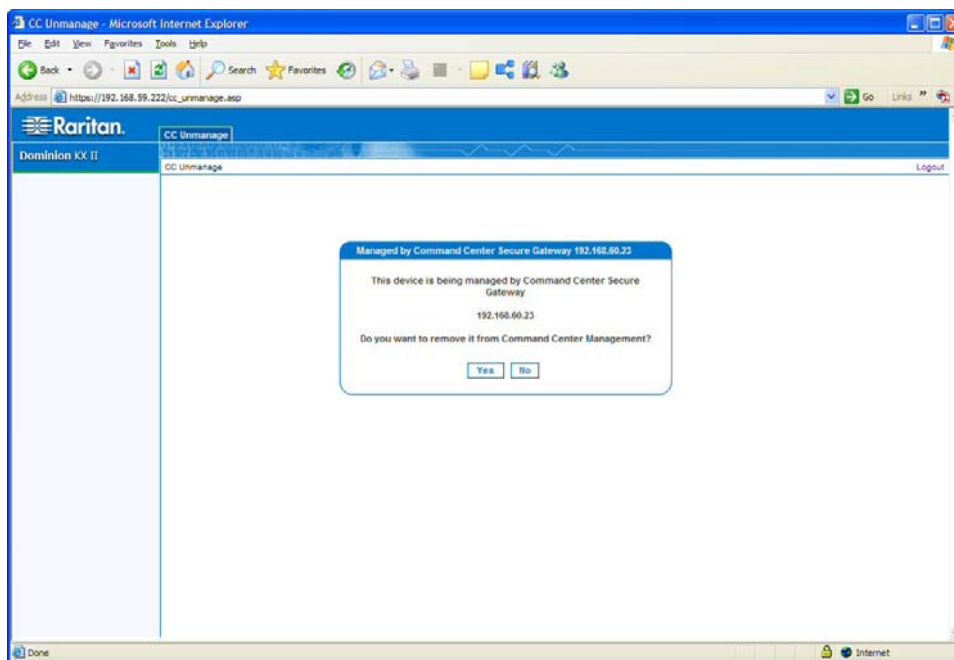 CC Unmanage - Microsoft Internet Explorer
File Edit View Favorites Tools Help
Back Search Favorites
Address https://192.168.59.222/cc_unmanage.asp Go Links »
Raritan. CC Unmanage
Dominion KX II
CC Unmanage Logout
Managed by Command Center Secure Gateway 192.168.60.23
This device is being managed by Command Center Secure
Gateway
192.168.60.23
Do you want to remove it from Command Center Management?
Yes No
Done Internet